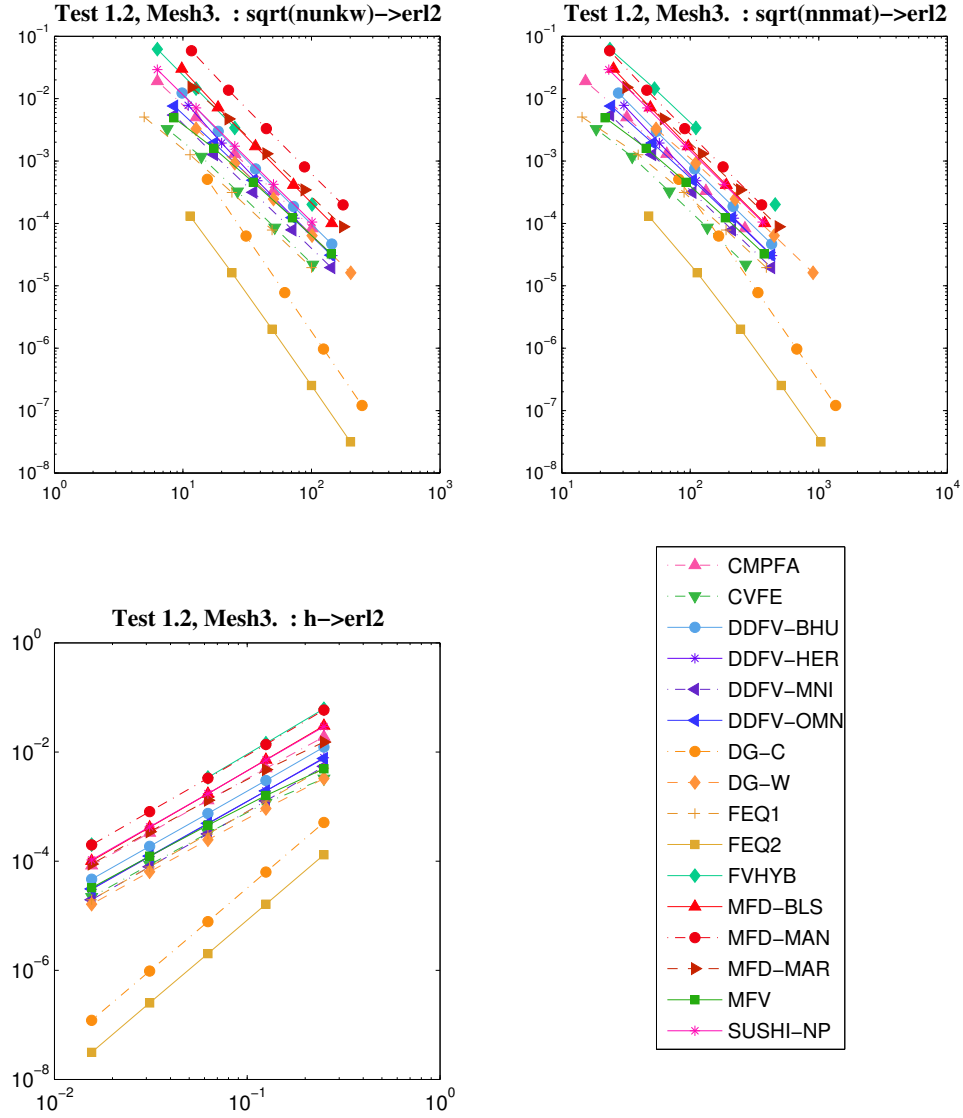 Test 1.2, Mesh3. : sqrt(nunkw)->erl2
10^-1
10^-2
10^-3
10^-4
10^-5
10^-6
10^-7
10^-8
10^0
10^1
10^2
10^3
Test 1.2, Mesh3. : sqrt(nnmat)->erl2
10^-1
10^-2
10^-3
10^-4
10^-5
10^-6
10^-7
10^-8
10^1
10^2
10^3
10^4
Test 1.2, Mesh3. : h->erl2
10^0
10^-2
10^-4
10^-6
10^-8
10^-2
10^-1
10^0
CMPFA
CVFE
DDFV-BHU
DDFV-HER
DDFV-MNI
DDFV-OMN
DG-C
DG-W
FEQ1
FEQ2
FVHYB
MFD-BLS
MFD-MAN
MFD-MAR
MFV
SUSHI-NP